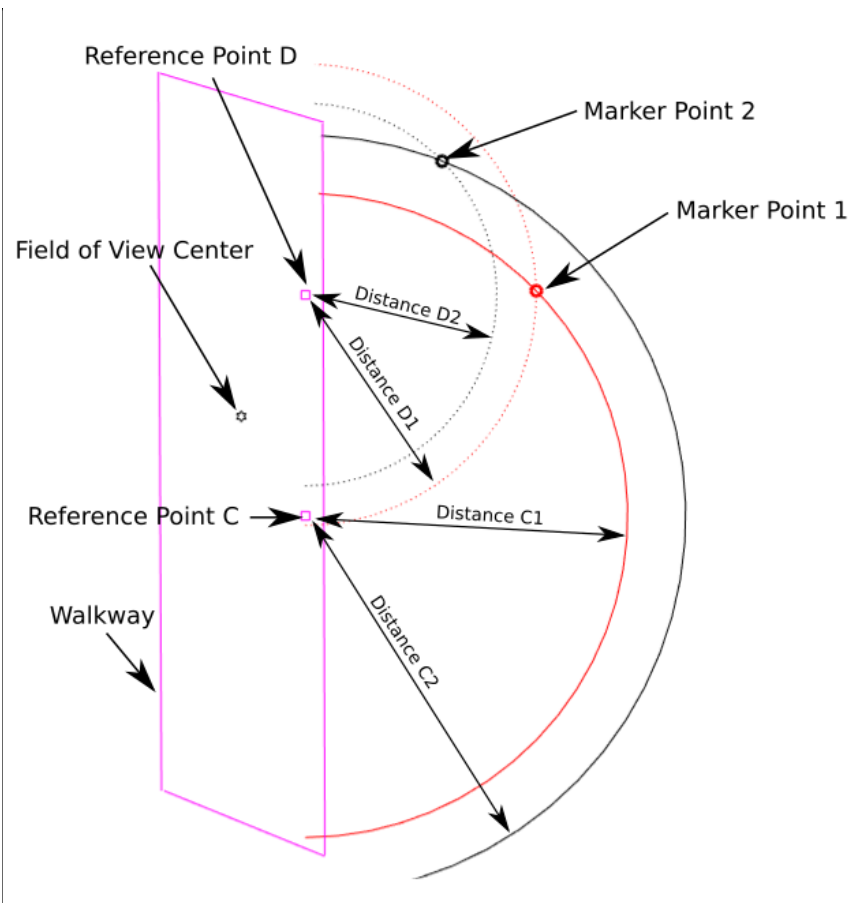 Reference Point D
Marker Point 2
Marker Point 1
Field of View Center
Distance D2
Distance D1
Reference Point C
Distance C1
Walkway
Distance C2